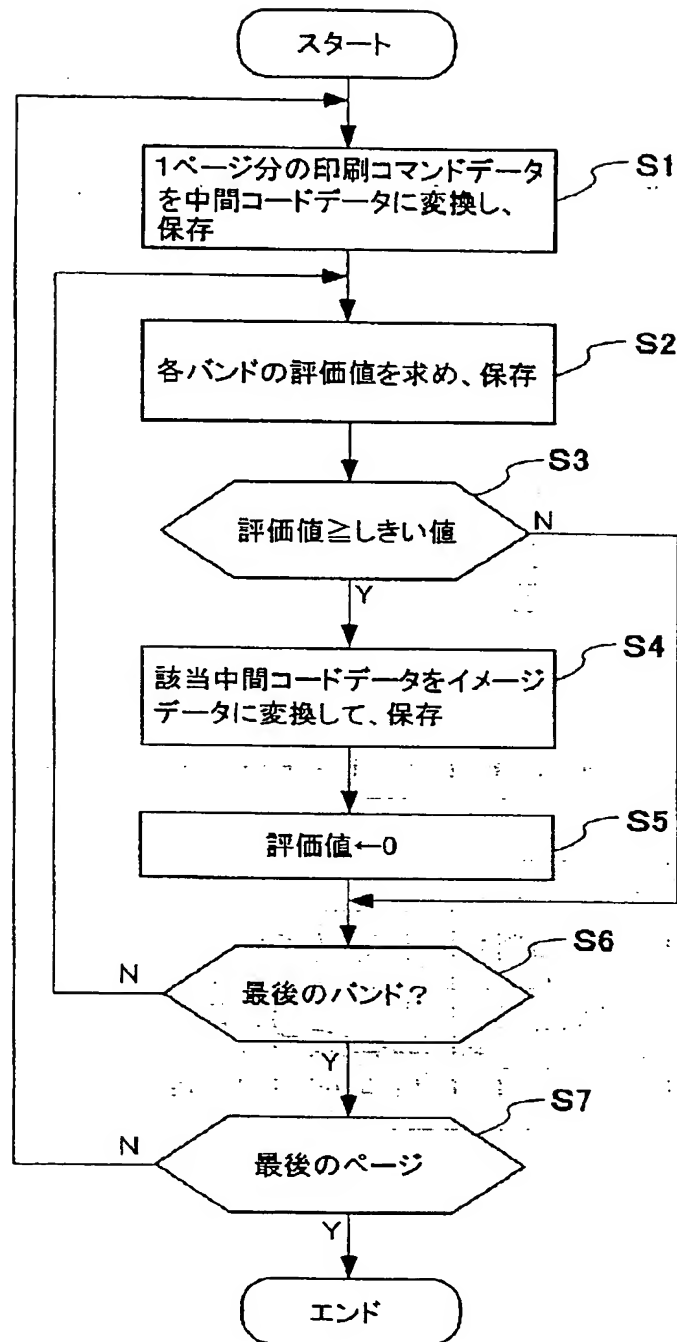 スタート
1ページ分の印刷コマンドデータ
を中間コードデータに変換し、
保存
S1
各バンドの評価値を求め、保存
S2
S3
評価値≧しきい値
N
Y
S4
該当中間コードデータをイメージ
データに変換して、保存
S5
評価値←0
S6
N
最後のバンド?
Y
S7
N
最後のページ
Y
エンド